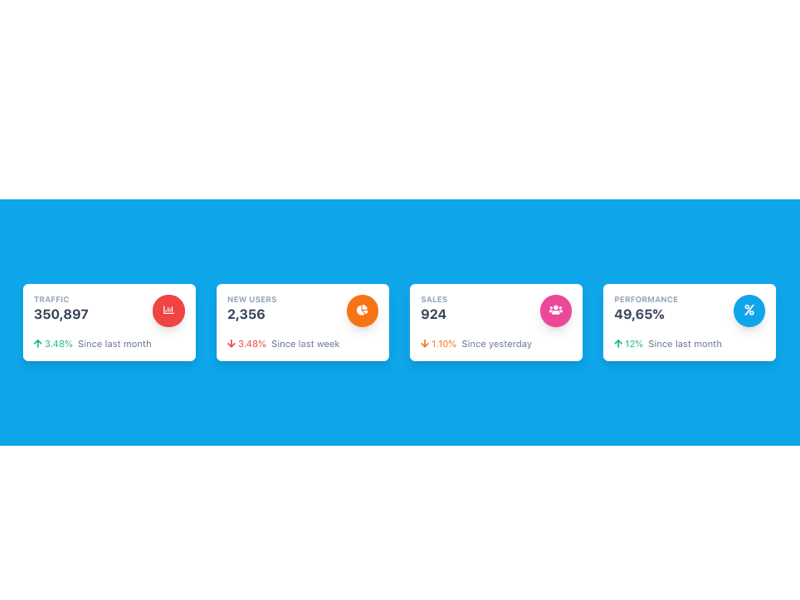 TRAFFIC
350,897
3.48% Since last month
NEW USERS
2,356
3.48% Since last week
SALES
924
1.10% Since yesterday
PERFORMANCE
49,65%
12% Since last month